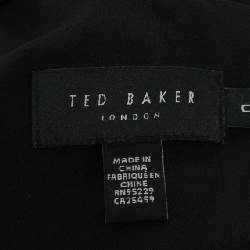 TED BAKER
LONDON
MADE IN
CHINA
FABRIQUE EN
CHINE
RN95229
CA25459